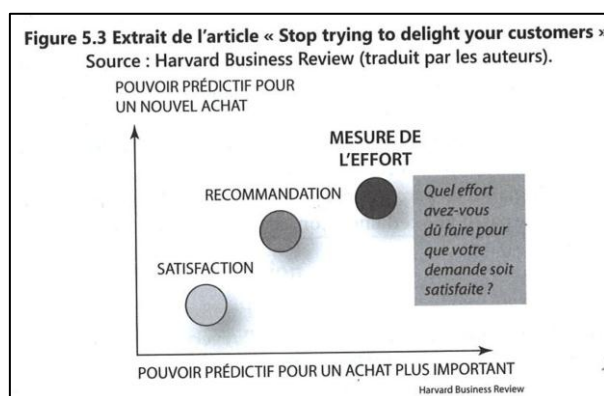 Figure 5.3 Extrait de l'article « Stop trying to delight your customers »
Source : Harvard Business Review (traduit par les auteurs).
POUVOIR PRÉDICTIF POUR
UN NOUVEL ACHAT
MESURE DE
L'EFFORT
RECOMMANDATION
Quel effort
avez-vous
dû faire pour
que votre
demande soit
satisfaite ?
SATISFACTION
POUVOIR PRÉDICTIF POUR UN ACHAT PLUS IMPORTANT
Harvard Business Review